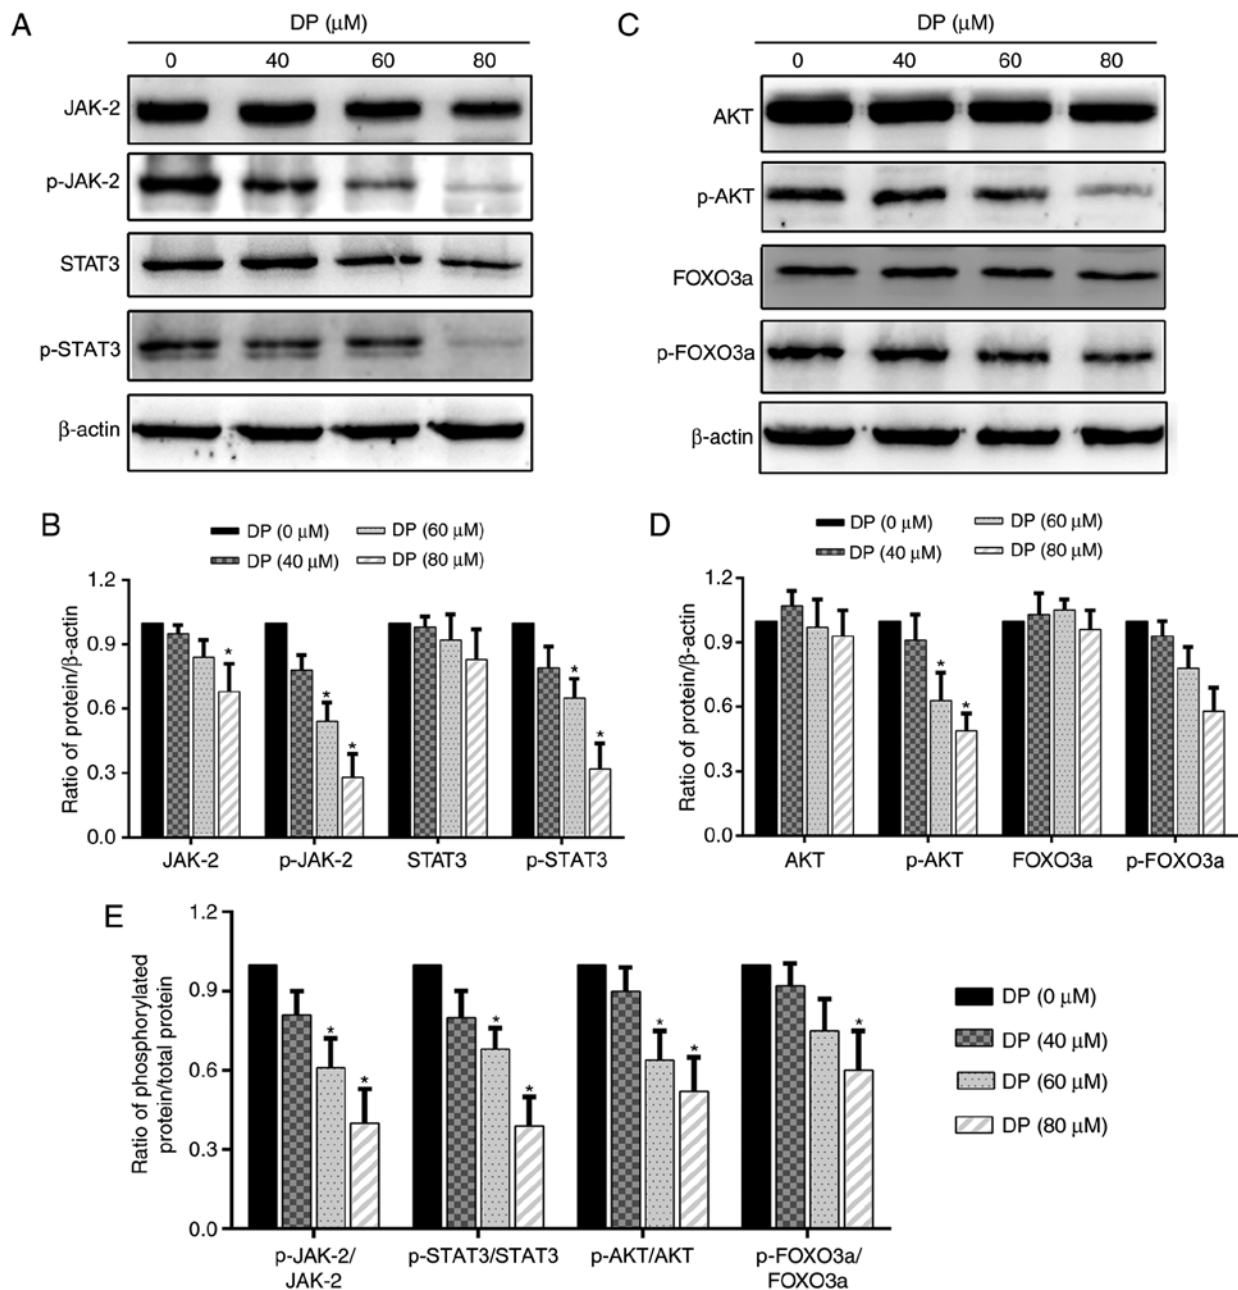 A
DP (μM)
0 40 60 80
JAK-2
p-JAK-2
STAT3
p-STAT3
β-actin
C
DP (μM)
0 40 60 80
AKT
p-AKT
FOXO3a
p-FOXO3a
β-actin
B
DP (0 μM) DP (60 μM)
DP (40 μM) DP (80 μM)
Ratio of protein/β-actin
1.2
0.9
0.6
0.3
0.0
* * * * *
JAK-2 p-JAK-2 STAT3 p-STAT3
D
DP (0 μM) DP (60 μM)
DP (40 μM) DP (80 μM)
Ratio of protein/β-actin
1.2
0.9
0.6
0.3
0.0
* *
AKT p-AKT FOXO3a p-FOXO3a
E
Ratio of phosphorylated
protein/total protein
1.2
0.9
0.6
0.3
0.0
* * * * * * *
p-JAK-2/ p-STAT3/STAT3 p-AKT/AKT p-FOXO3a/
JAK-2 FOXO3a
DP (0 μM)
DP (40 μM)
DP (60 μM)
DP (80 μM)